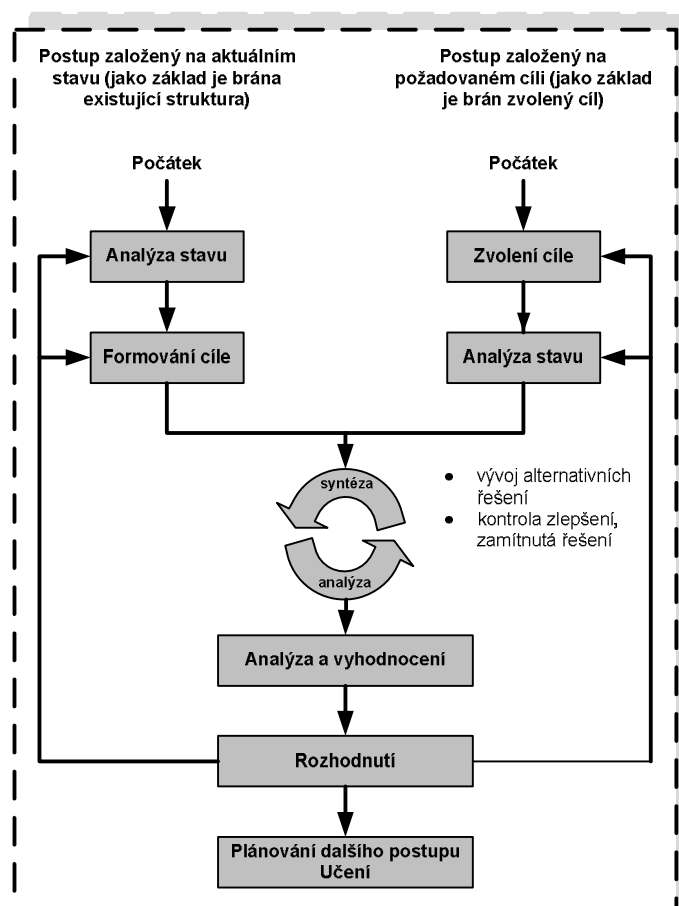 Postup založený na aktuálním
stavu (jako základ je brána
existující struktura)
Postup založený na
požadovaném cíli (jako základ
je brán zvolený cíl)
Počátek
Počátek
Analýza stavu
Zvolení cíle
Formování cíle
Analýza stavu
syntéza
analýza
● vývoj alternativních
řešení
● kontrola zlepšení,
zamítnutá řešení
Analýza a vyhodnocení
Rozhodnutí
Plánování dalšího postupu
Učení